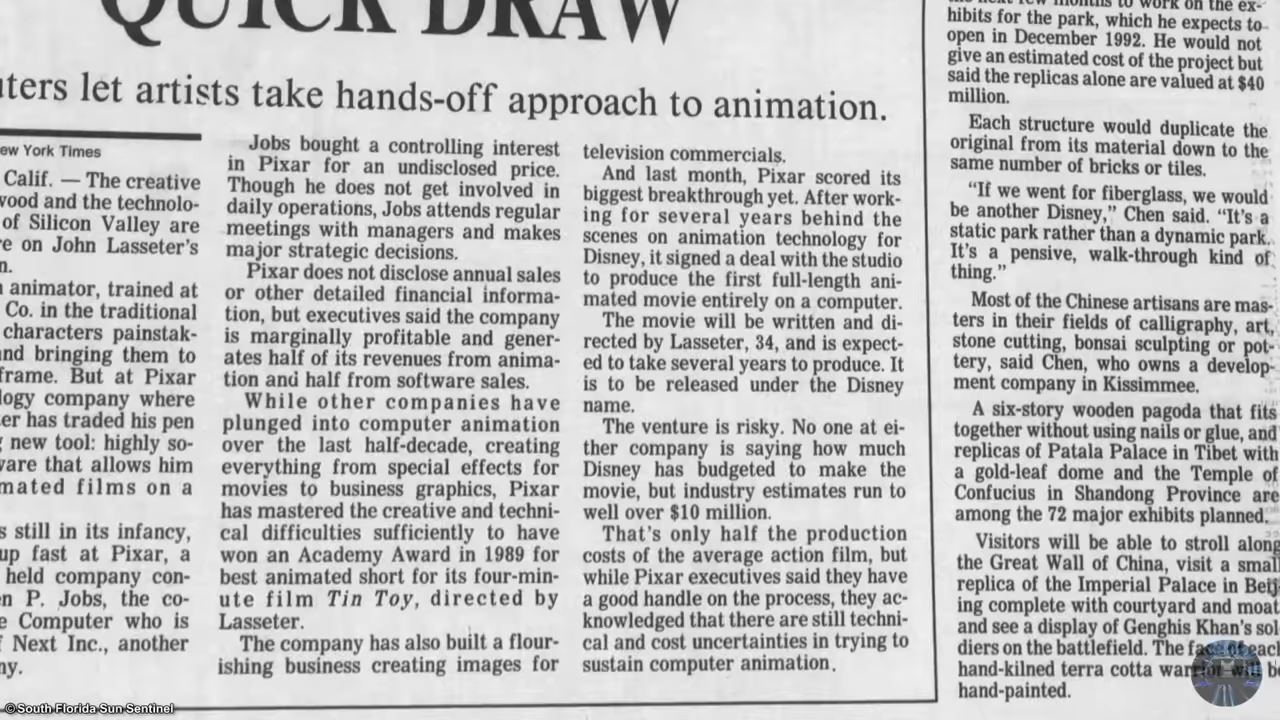 QUICK DRAW
ters let artists take hands-off approach to animation.
ew York Times
Calif. — The creative
wood and the technolo-
of Silicon Valley are
e on John Lasseter's
n.
animator, trained at
Co. in the traditional
characters painstak-
nd bringing them to
frame. But at Pixar
logy company where
er has traded his pen
new tool: highly so-
ware that allows him
mated films on a
s still in its infancy,
up fast at Pixar, a
held company con-
n P. Jobs, the co-
e Computer who is
Next Inc., another
ny.
Jobs bought a controlling interest
in Pixar for an undisclosed price.
Though he does not get involved in
daily operations, Jobs attends regular
meetings with managers and makes
major strategic decisions.
Pixar does not disclose annual sales
or other detailed financial informa-
tion, but executives said the company
is marginally profitable and gener-
ates half of its revenues from anima-
tion and half from software sales.
While other companies have
plunged into computer animation
over the last half-decade, creating
everything from special effects for
movies to business graphics, Pixar
has mastered the creative and techni-
cal difficulties sufficiently to have
won an Academy Award in 1989 for
best animated short for its four-min-
ute film Tin Toy, directed by
Lasseter.
The company has also built a flour-
ishing business creating images for
television commercials.
And last month, Pixar scored its
biggest breakthrough yet. After work-
ing for several years behind the
scenes on animation technology for
Disney, it signed a deal with the studio
to produce the first full-length ani-
mated movie entirely on a computer.
The movie will be written and di-
rected by Lasseter, 34, and is expect-
ed to take several years to produce. It
is to be released under the Disney
name.
The venture is risky. No one at ei-
ther company is saying how much
Disney has budgeted to make the
movie, but industry estimates run to
well over $10 million.
That's only half the production
costs of the average action film, but
while Pixar executives said they have
a good handle on the process, they ac-
knowledged that there are still techni-
cal and cost uncertainties in trying to
sustain computer animation.
next few months to work on the ex-
hibits for the park, which he expects to
open in December 1992. He would not
give an estimated cost of the project but
said the replicas alone are valued at $40
million.
Each structure would duplicate the
original from its material down to the
same number of bricks or tiles.
"If we went for fiberglass, we would
be another Disney," Chen said. "It's a
static park rather than a dynamic park.
It's a pensive, walk-through kind of
thing."
Most of the Chinese artisans are mas-
ters in their fields of calligraphy, art,
stone cutting, bonsai sculpting or pot-
tery, said Chen, who owns a develop-
ment company in Kissimmee.
A six-story wooden pagoda that fits
together without using nails or glue, and
replicas of Patala Palace in Tibet with
a gold-leaf dome and the Temple of
Confucius in Shandong Province are
among the 72 major exhibits planned.
Visitors will be able to stroll along
the Great Wall of China, visit a small
replica of the Imperial Palace in Beij-
ing complete with courtyard and moat
and see a display of Genghis Khan's sol-
diers on the battlefield. The face of each
hand-kilned terra cotta warrior will be
hand-painted.
©South Florida Sun Sentinel